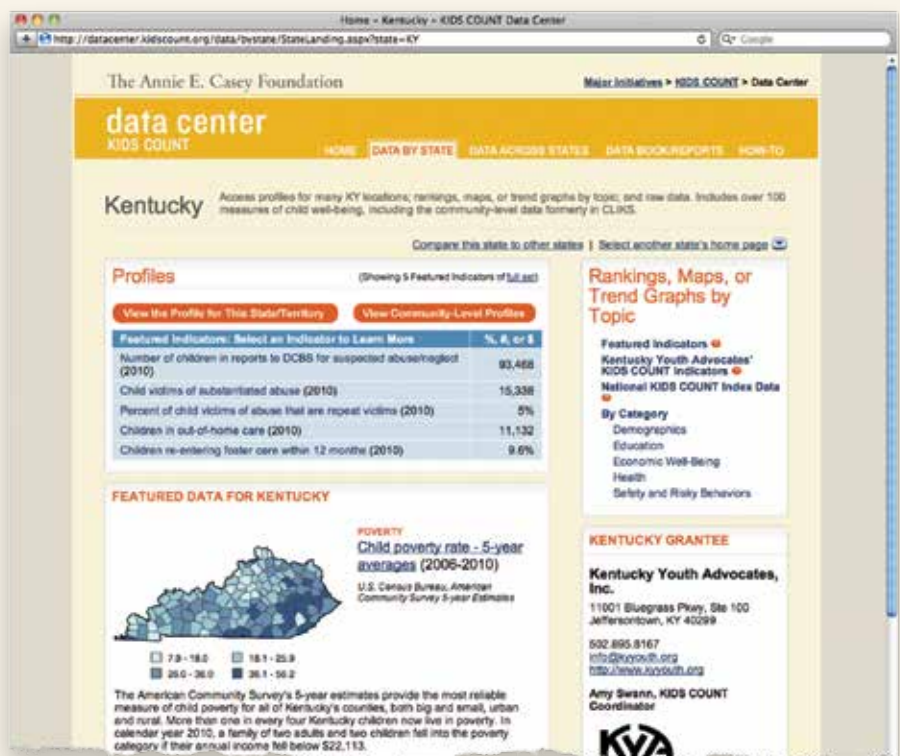 Home - Kentucky - KIDS COUNT Data Center
http://datacenter.kidscount.org/data/bystate/StateLanding.aspx?state=KY
Google
The Annie E. Casey Foundation
Major Initiatives > KIDS COUNT > Data Center
data center
KIDS COUNT
HOME DATA BY STATE DATA ACROSS STATES DATA BOOK/REPORTS HOW-TO
Kentucky
Access profiles for many KY locations; rankings, maps, or trend graphs by topic; and raw data. Includes over 100
measures of child well-being, including the community-level data formerly in CLIKS.
Compare this state to other states | Select another state's home page
Profiles
(Showing 5 Featured Indicators of full set)
View the Profile for This State/Territory
View Community-Level Profiles
Featured Indicators: Select an Indicator to Learn More %, #, or $
Number of children in reports to DCBS for suspected abuse/neglect
(2010) 93,468
Child victims of substantiated abuse (2010) 15,338
Percent of child victims of abuse that are repeat victims (2010) 5%
Children in out-of-home care (2010) 11,132
Children re-entering foster care within 12 months (2010) 9.6%
Rankings, Maps, or
Trend Graphs by
Topic
Featured Indicators
Kentucky Youth Advocates'
KIDS COUNT Indicators
National KIDS COUNT Index Data
By Category
Demographics
Education
Economic Well-Being
Health
Safety and Risky Behaviors
FEATURED DATA FOR KENTUCKY
POVERTY
Child poverty rate - 5-year
averages (2006-2010)
U.S. Census Bureau, American
Community Survey 5-year Estimates
7.9 - 18.0
18.1 - 25.9
26.0 - 36.0
36.1 - 56.2
The American Community Survey's 5-year estimates provide the most reliable
measure of child poverty for all of Kentucky's counties, both big and small, urban
and rural. More than one in every four Kentucky children now live in poverty. In
calendar year 2010, a family of two adults and two children fell into the poverty
category if their annual income fell below $22,113.
KENTUCKY GRANTEE
Kentucky Youth Advocates,
Inc.
11001 Bluegrass Pkwy, Ste 100
Jeffersontown, KY 40299
502.895.8167
info@kyyouth.org
http://www.kyyouth.org
Amy Swann, KIDS COUNT
Coordinator
KYA